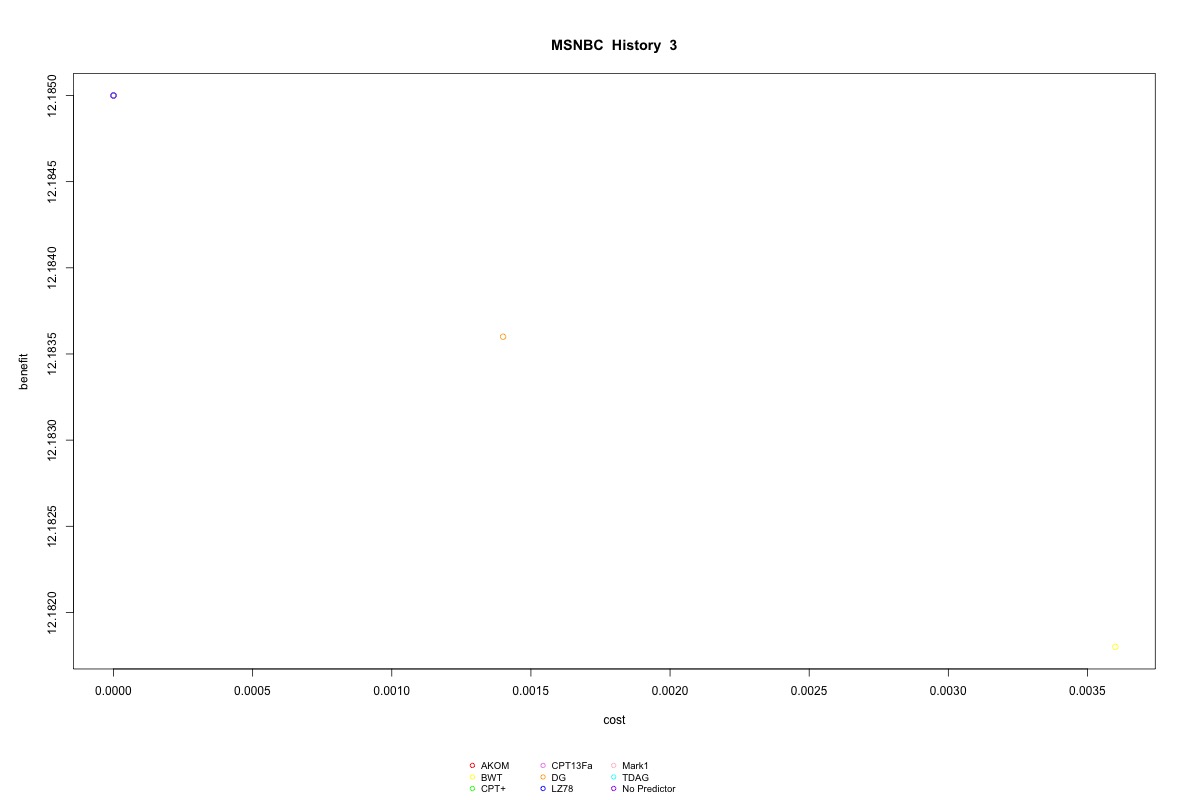 MSNBC  History  3
benefit
12.1850
12.1845
12.1840
12.1835
12.1830
12.1825
12.1820
0.0000 0.0005 0.0010 0.0015 0.0020 0.0025 0.0030 0.0035
cost
AKOM CPT13Fa Mark1
BWT DG TDAG
CPT+ LZ78 No Predictor